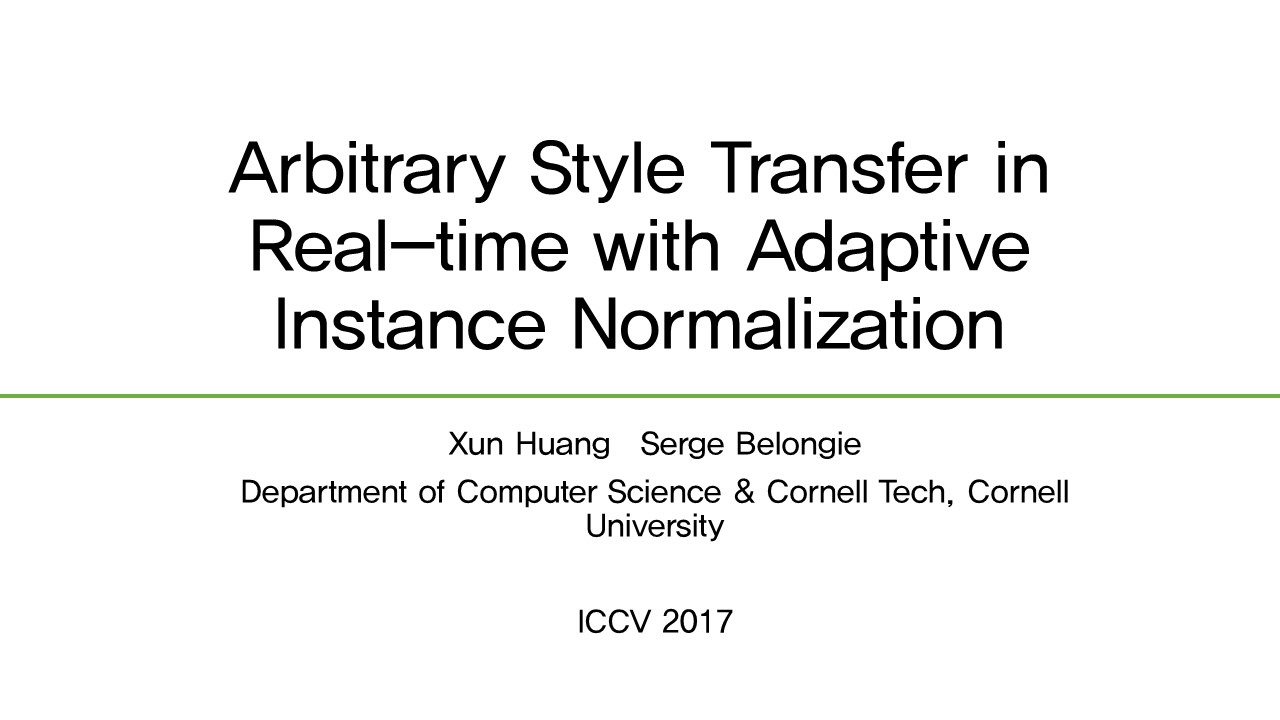 Arbitrary Style Transfer in
Real—time with Adaptive
Instance Normalization
Xun Huang   Serge Belongie
Department of Computer Science & Cornell Tech, Cornell
University
ICCV 2017